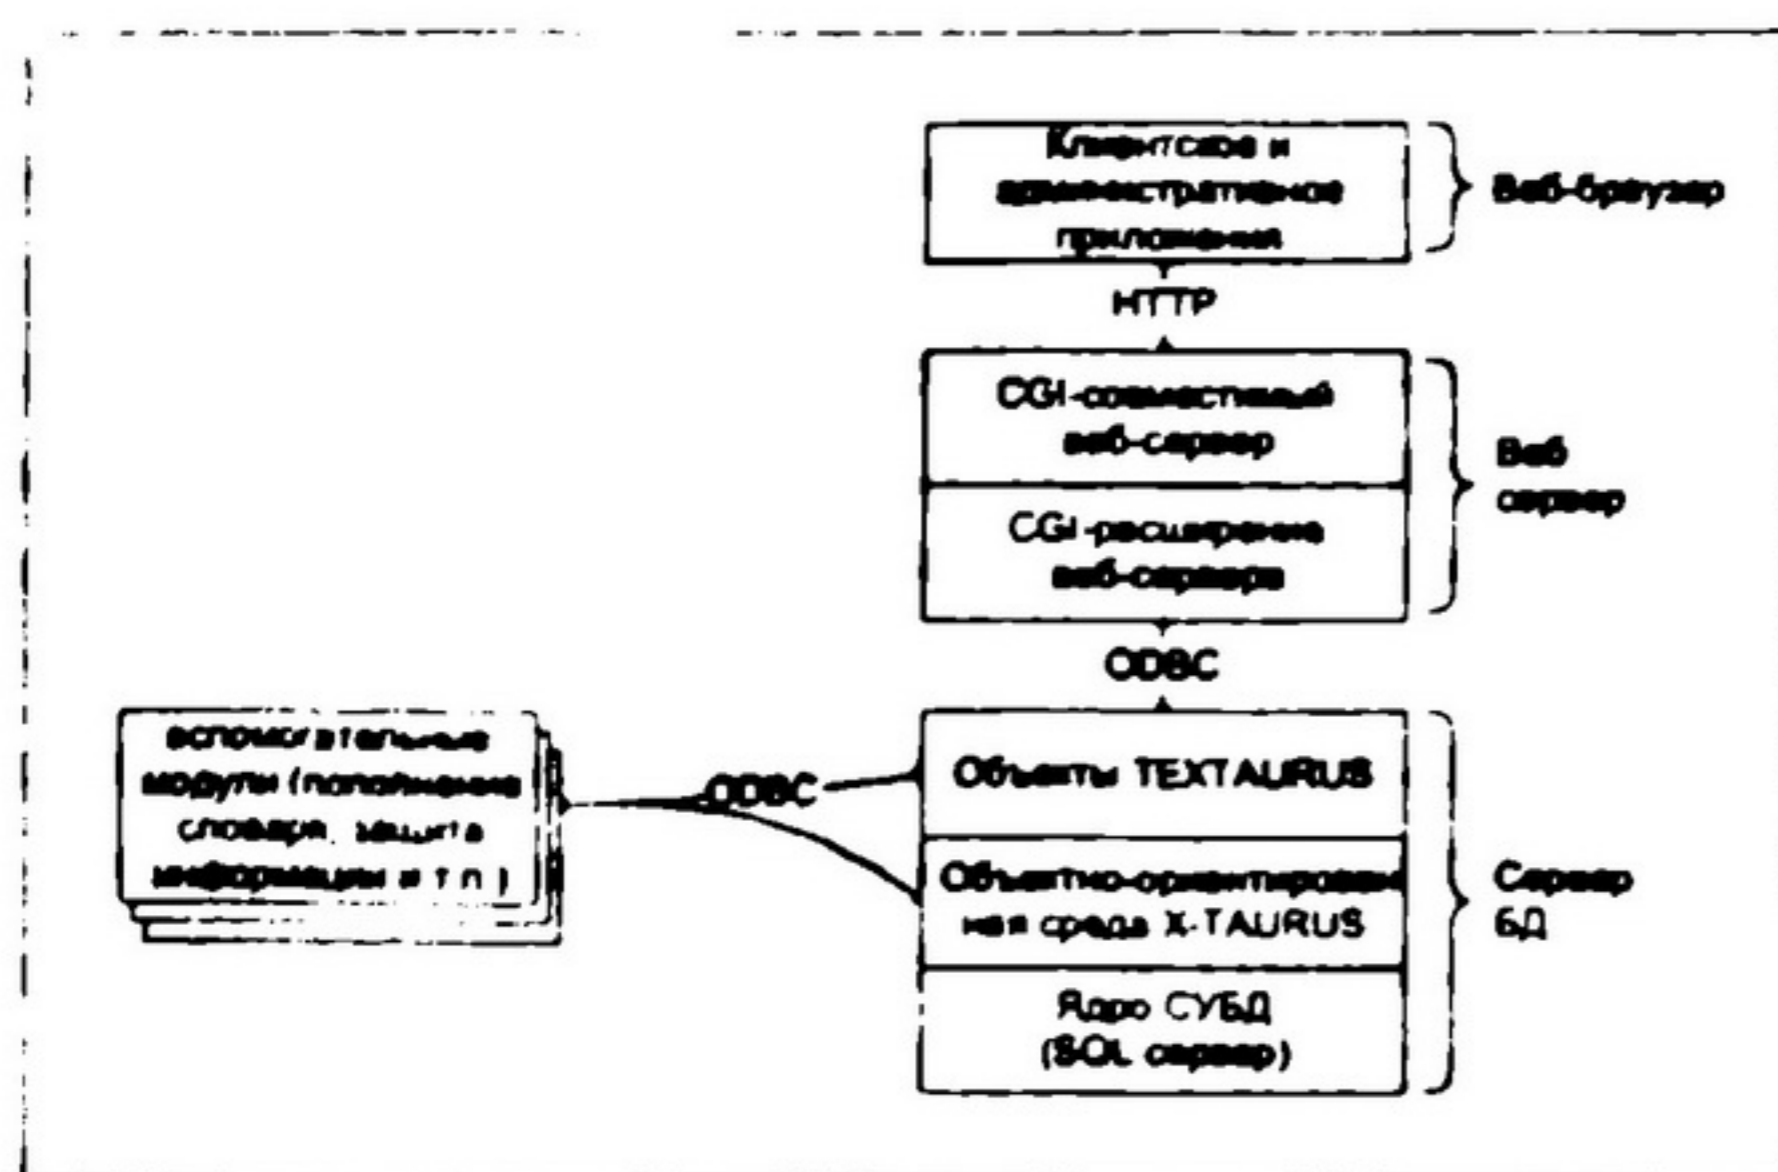 Клиентское и
административное
приложения
Веб-браузер
HTTP
CGI-совместимый
веб-сервер
CGI-расширение
веб-сервера
Веб
сервер
ODBC
вспомогательные
модули (пополнение
словаря, защита
информации и т п )
ODBC
Объекты TEXTAURUS
Объектно-ориентирован
ная среда X-TAURUS
Ядро СУБД
(SQL сервер)
Сервер
БД